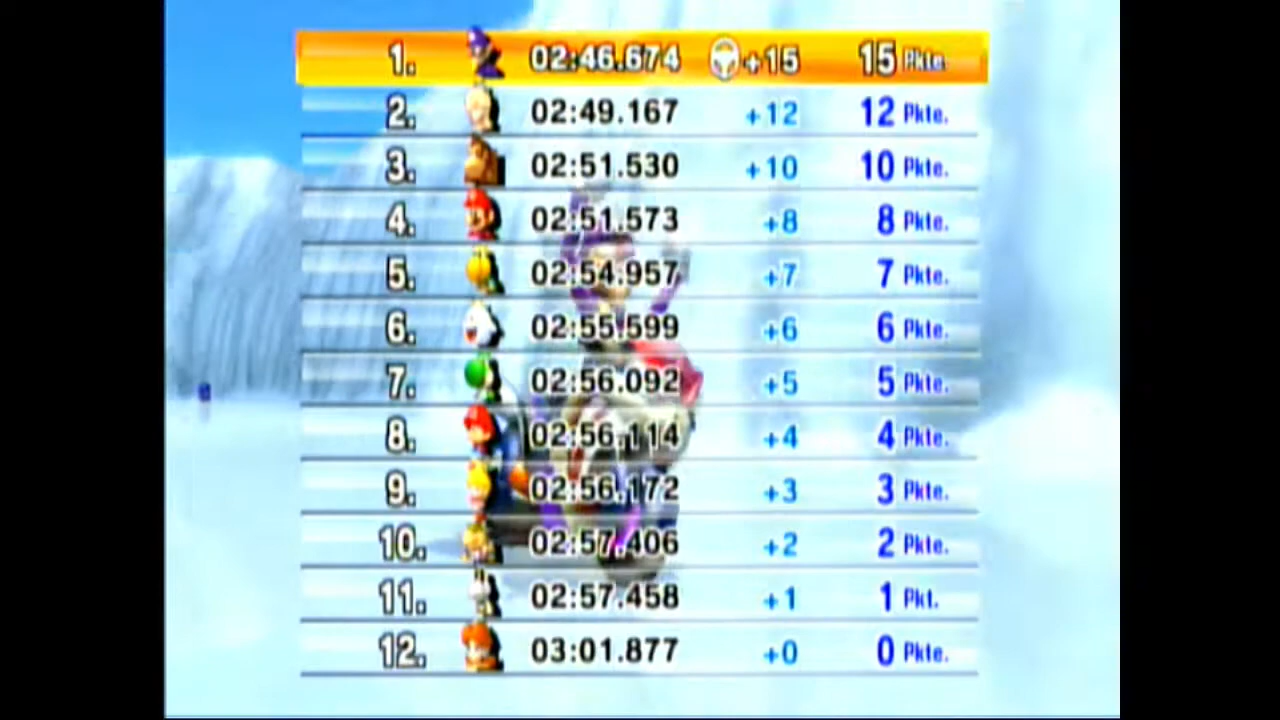 1. 02:46.674 +15 15 Pkte.
2. 02:49.167 +12 12 Pkte.
3. 02:51.530 +10 10 Pkte.
4. 02:51.573 +8 8 Pkte.
5. 02:54.957 +7 7 Pkte.
6. 02:55.599 +6 6 Pkte.
7. 02:56.092 +5 5 Pkte.
8. 02:56.114 +4 4 Pkte.
9. 02:56.172 +3 3 Pkte.
10. 02:57.406 +2 2 Pkte.
11. 02:57.458 +1 1 Pkt.
12. 03:01.877 +0 0 Pkte.